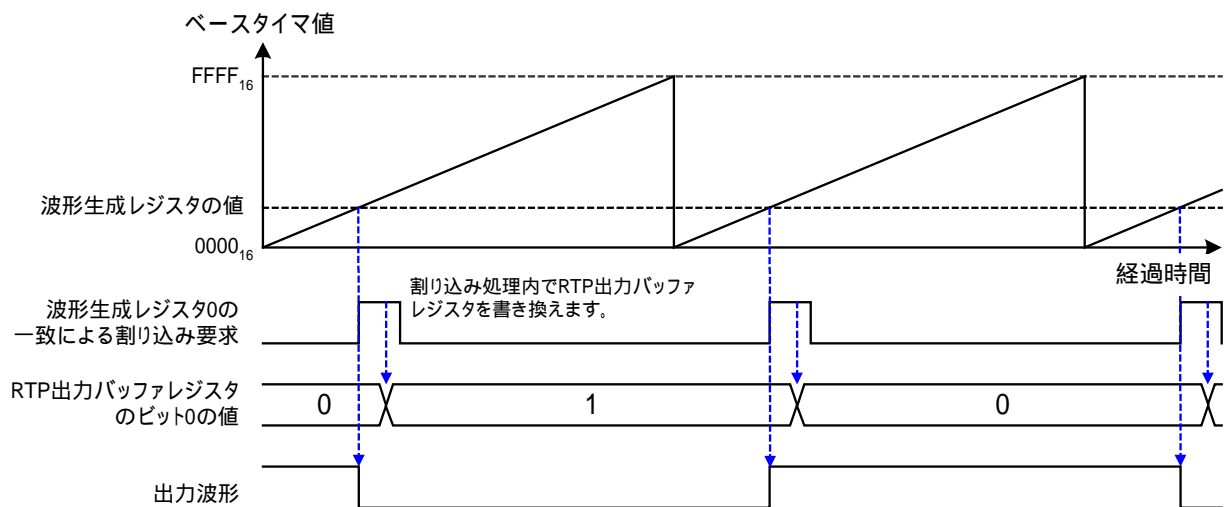 ベースタイマ値
FFFF₁₆
波形生成レジスタの値
0000₁₆
経過時間
割り込み処理内でRTP出力バッファ
レジスタを書き換えます。
波形生成レジスタ0の
一致による割り込み要求
RTP出力バッファレジスタ
のビット0の値
0
1
0
出力波形